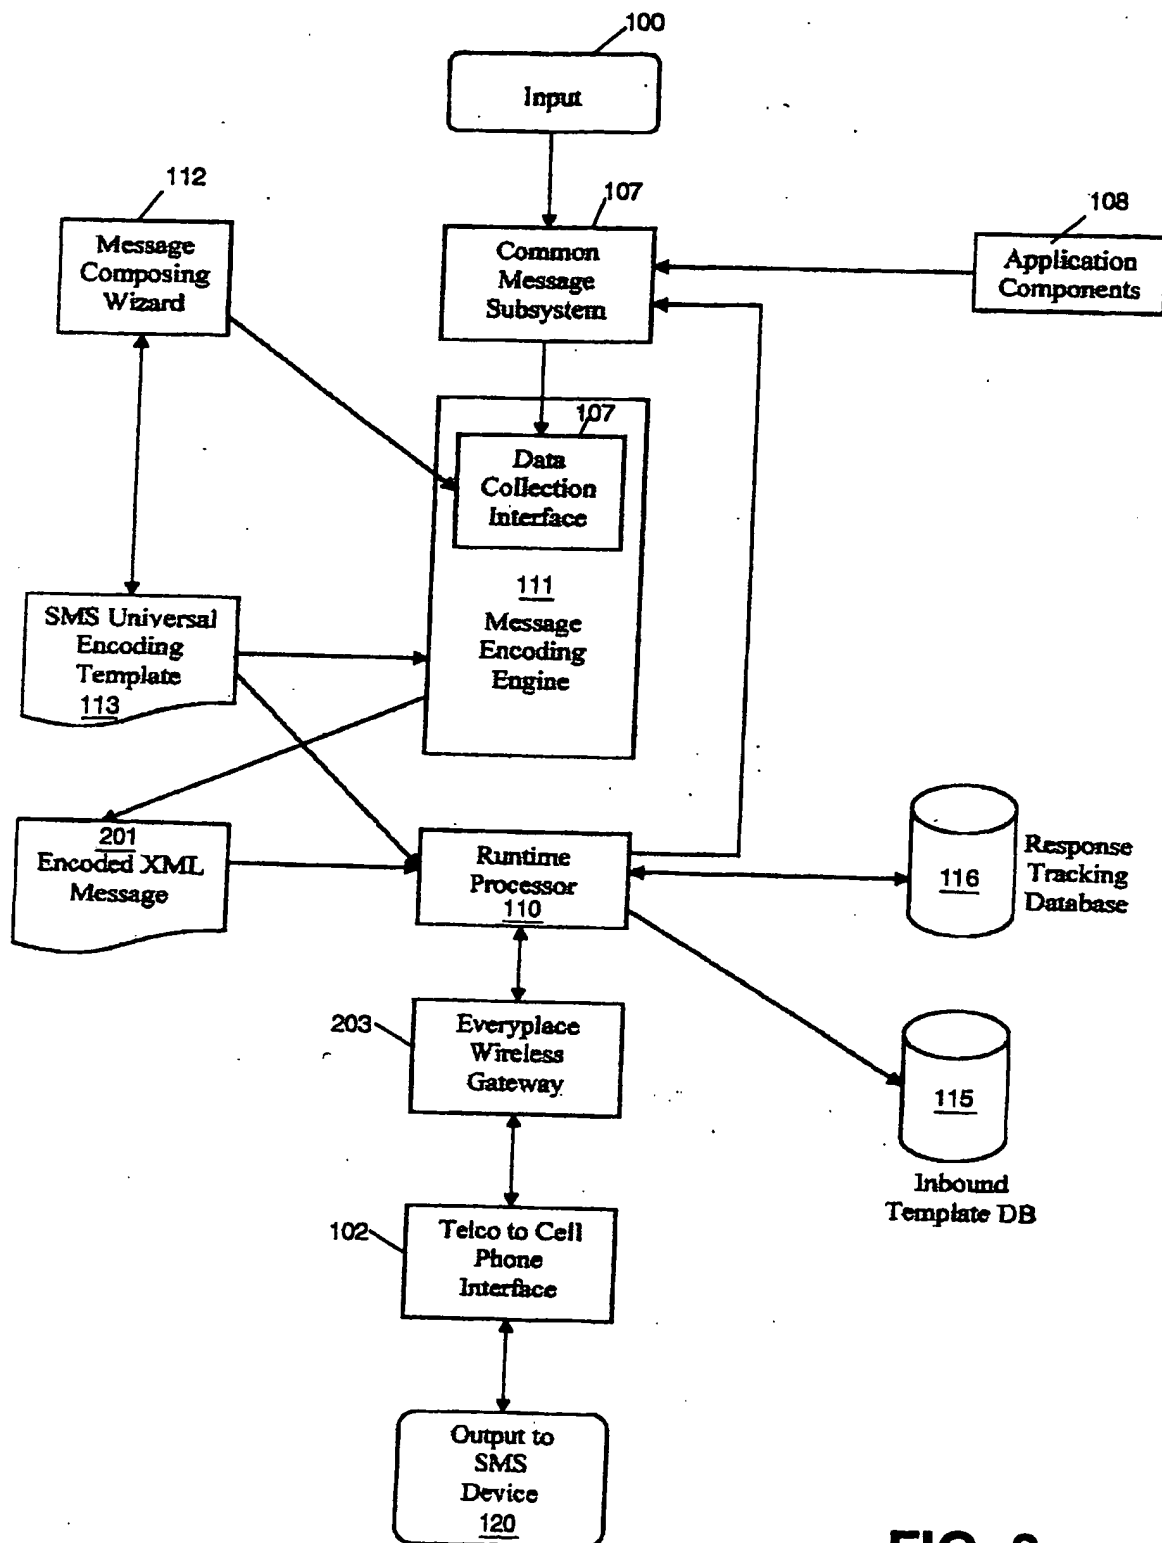 100
Input
112
107
108
Message
Composing
Wizard
Common
Message
Subsystem
Application
Components
107
Data
Collection
Interface
111
Message
Encoding
Engine
SMS Universal
Encoding
Template
113
201
Encoded XML
Message
Runtime
Processor
110
116
Response
Tracking
Database
203
Everyplace
Wireless
Gateway
115
Inbound
Template DB
102
Telco to Cell
Phone
Interface
Output to
SMS
Device
120